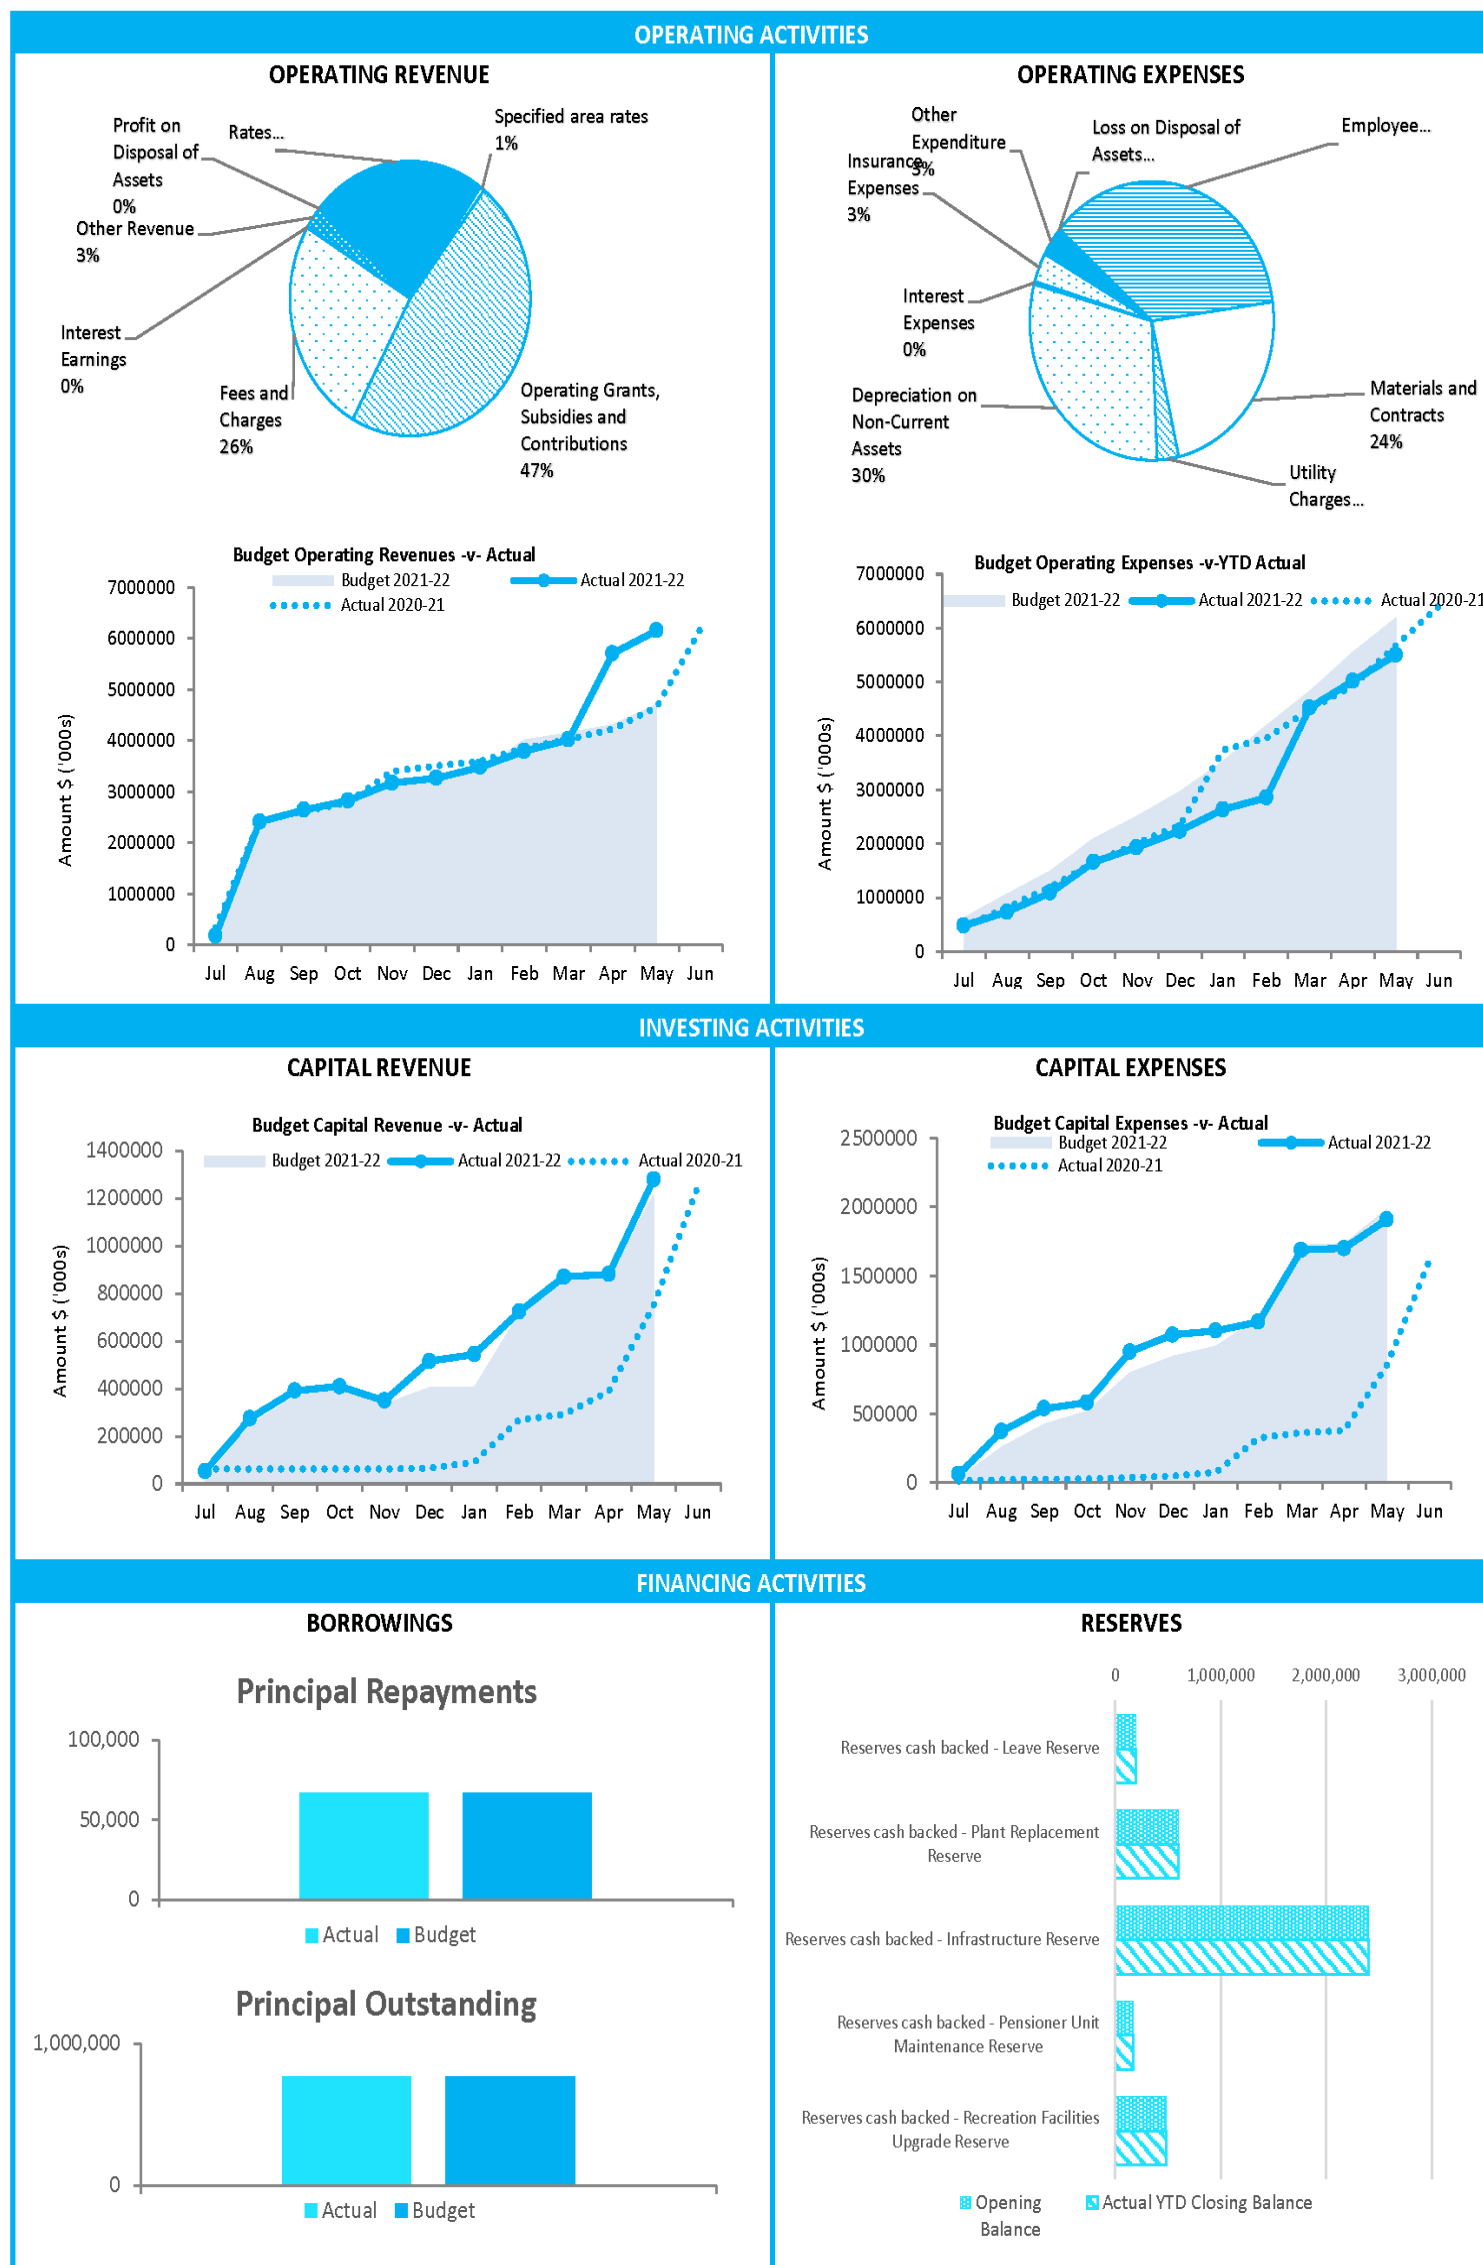 OPERATING ACTIVITIES
OPERATING REVENUE
Profit on
Disposal of
Assets
0%
Rates...
Specified area rates
1%
Other Revenue
3%
Interest
Earnings
0%
Fees and
Charges
26%
Operating Grants,
Subsidies and
Contributions
47%
OPERATING EXPENSES
Other
Expenditure
3%
Loss on Disposal of
Assets...
Employee...
Insurance
Expenses
3%
Interest
Expenses
0%
Depreciation on
Non-Current
Assets
30%
Materials and
Contracts
24%
Utility
Charges...
Budget Operating Revenues -v- Actual
Budget 2021-22
Actual 2021-22
Actual 2020-21
Amount $ ('000s)
7000000
6000000
5000000
4000000
3000000
2000000
1000000
0
Jul Aug Sep Oct Nov Dec Jan Feb Mar Apr May Jun
Budget Operating Expenses -v-YTD Actual
Budget 2021-22
Actual 2021-22
Actual 2020-21
Amount $ ('000s)
7000000
6000000
5000000
4000000
3000000
2000000
1000000
0
Jul Aug Sep Oct Nov Dec Jan Feb Mar Apr May Jun
INVESTING ACTIVITIES
CAPITAL REVENUE
Budget Capital Revenue -v- Actual
Budget 2021-22
Actual 2021-22
Actual 2020-21
Amount $ ('000s)
1400000
1200000
1000000
800000
600000
400000
200000
0
Jul Aug Sep Oct Nov Dec Jan Feb Mar Apr May Jun
CAPITAL EXPENSES
Budget Capital Expenses -v- Actual
Budget 2021-22
Actual 2021-22
Actual 2020-21
Amount $ ('000s)
2500000
2000000
1500000
1000000
500000
0
Jul Aug Sep Oct Nov Dec Jan Feb Mar Apr May Jun
FINANCING ACTIVITIES
BORROWINGS
Principal Repayments
100,000
50,000
0
Actual
Budget
Principal Outstanding
1,000,000
0
Actual
Budget
RESERVES
0 1,000,000 2,000,000 3,000,000
Reserves cash backed - Leave Reserve
Reserves cash backed - Plant Replacement
Reserve
Reserves cash backed - Infrastructure Reserve
Reserves cash backed - Pensioner Unit
Maintenance Reserve
Reserves cash backed - Recreation Facilities
Upgrade Reserve
Opening
Balance
Actual YTD Closing Balance